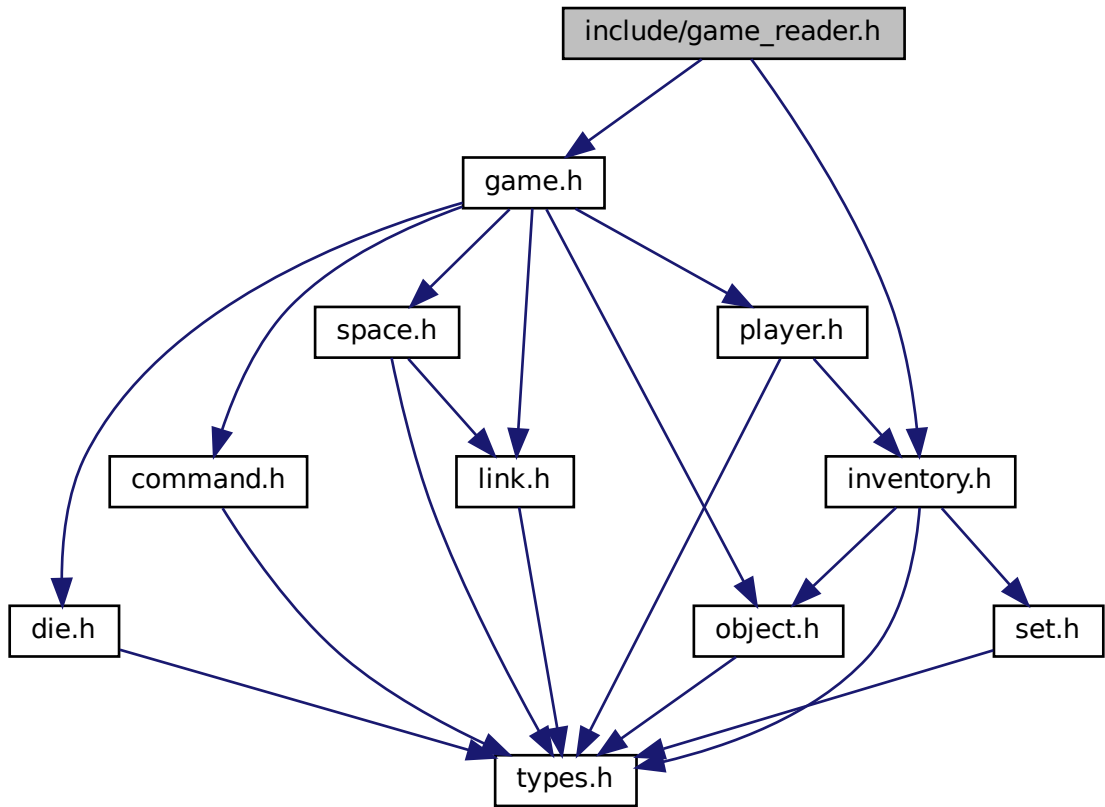 include/game_reader.h
game.h
space.h
player.h
command.h
link.h
inventory.h
die.h
object.h
set.h
types.h